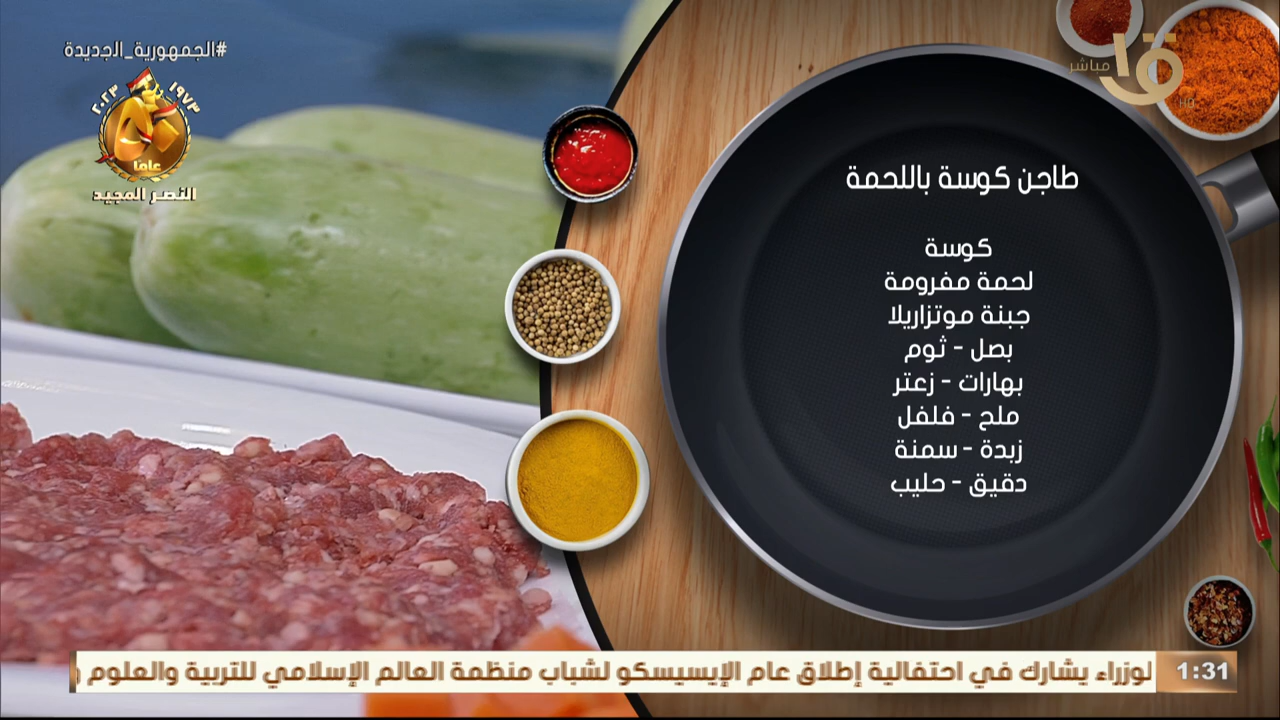 #الجمهورية_الجديدة
١٩٧٣
٢٠٢٣
٥٠
عامًا
النصر المجيد
مباشر
HD
طاجن كوسة باللحمة
كوسة
لحمة مفرومة
جبنة موتزاريلا
بصل - ثوم
بهارات - زعتر
ملح - فلفل
زبدة - سمنة
دقيق - حليب
1:31
لوزراء يشارك في احتفالية إطلاق عام الإيسيسكو لشباب منظمة العالم الإسلامي للتربية والعلوم و